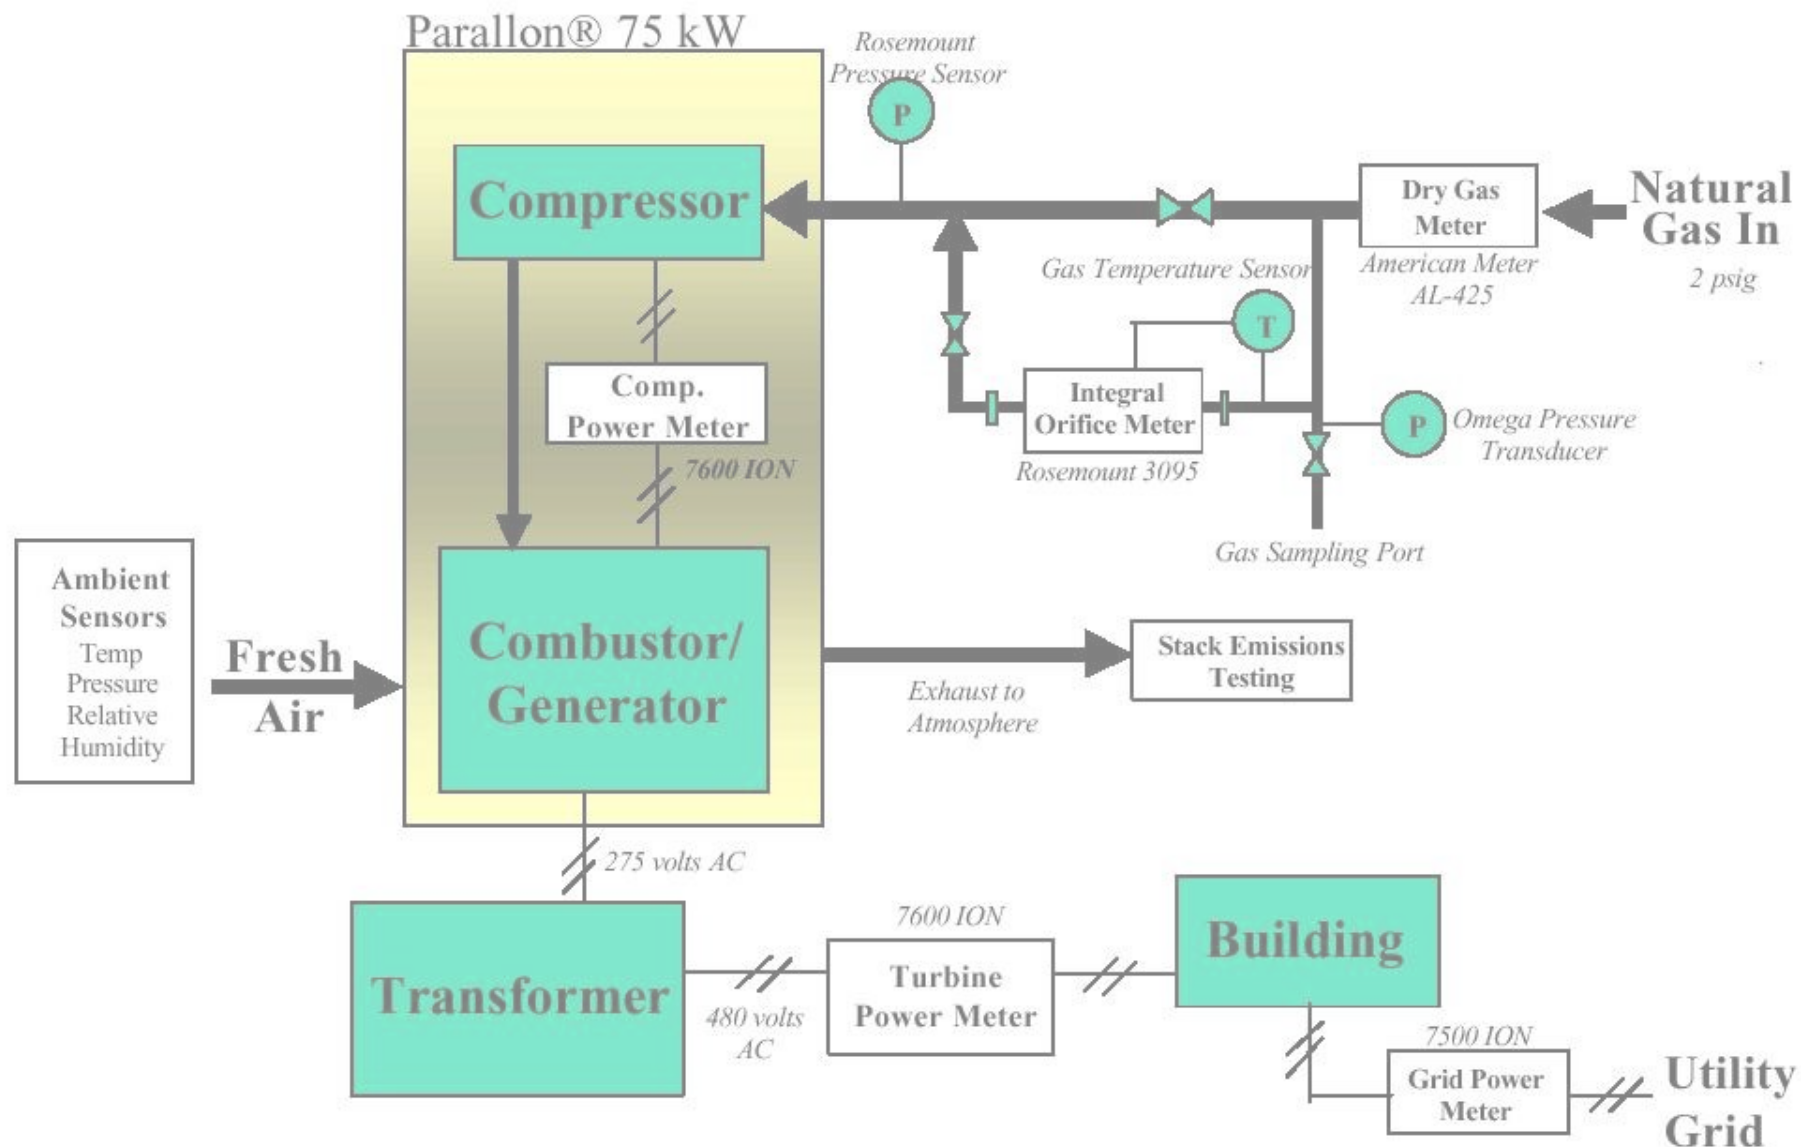 Parallon® 75 kW
Rosemount
Pressure Sensor
P
Compressor
Dry Gas
Meter
American Meter
AL-425
Natural
Gas In
2 psig
Gas Temperature Sensor
T
Comp.
Power Meter
7600 ION
Integral
Orifice Meter
Rosemount 3095
P
Omega Pressure
Transducer
Gas Sampling Port
Ambient
Sensors
Temp
Pressure
Relative
Humidity
Fresh
Air
Combustor/
Generator
Exhaust to
Atmosphere
Stack Emissions
Testing
275 volts AC
Transformer
480 volts
AC
7600 ION
Turbine
Power Meter
Building
7500 ION
Grid Power
Meter
Utility
Grid